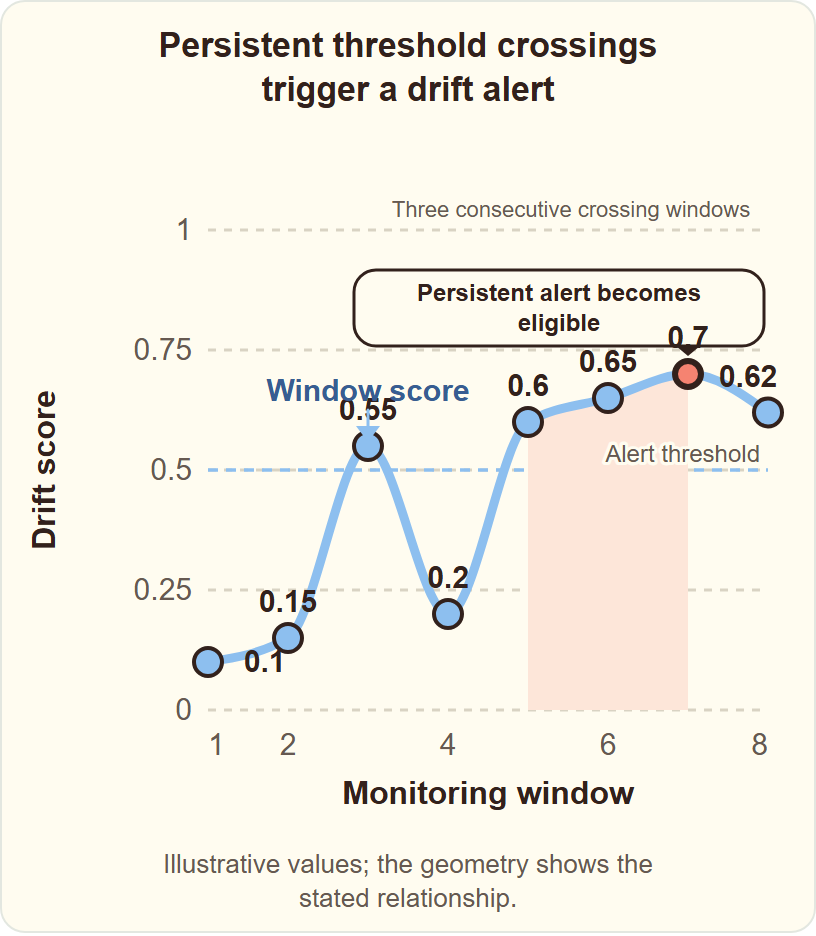 Persistent threshold crossings
trigger a drift alert
Three consecutive crossing windows
1
Persistent alert becomes
eligible
0.7
0.75
0.65
0.62
Window score
0.6
0.55
Alert threshold
0.5
Drift score
0.2
0.25
0.15
0.1
0
1 2 4 6 8
Monitoring window
Illustrative values; the geometry shows the
stated relationship.